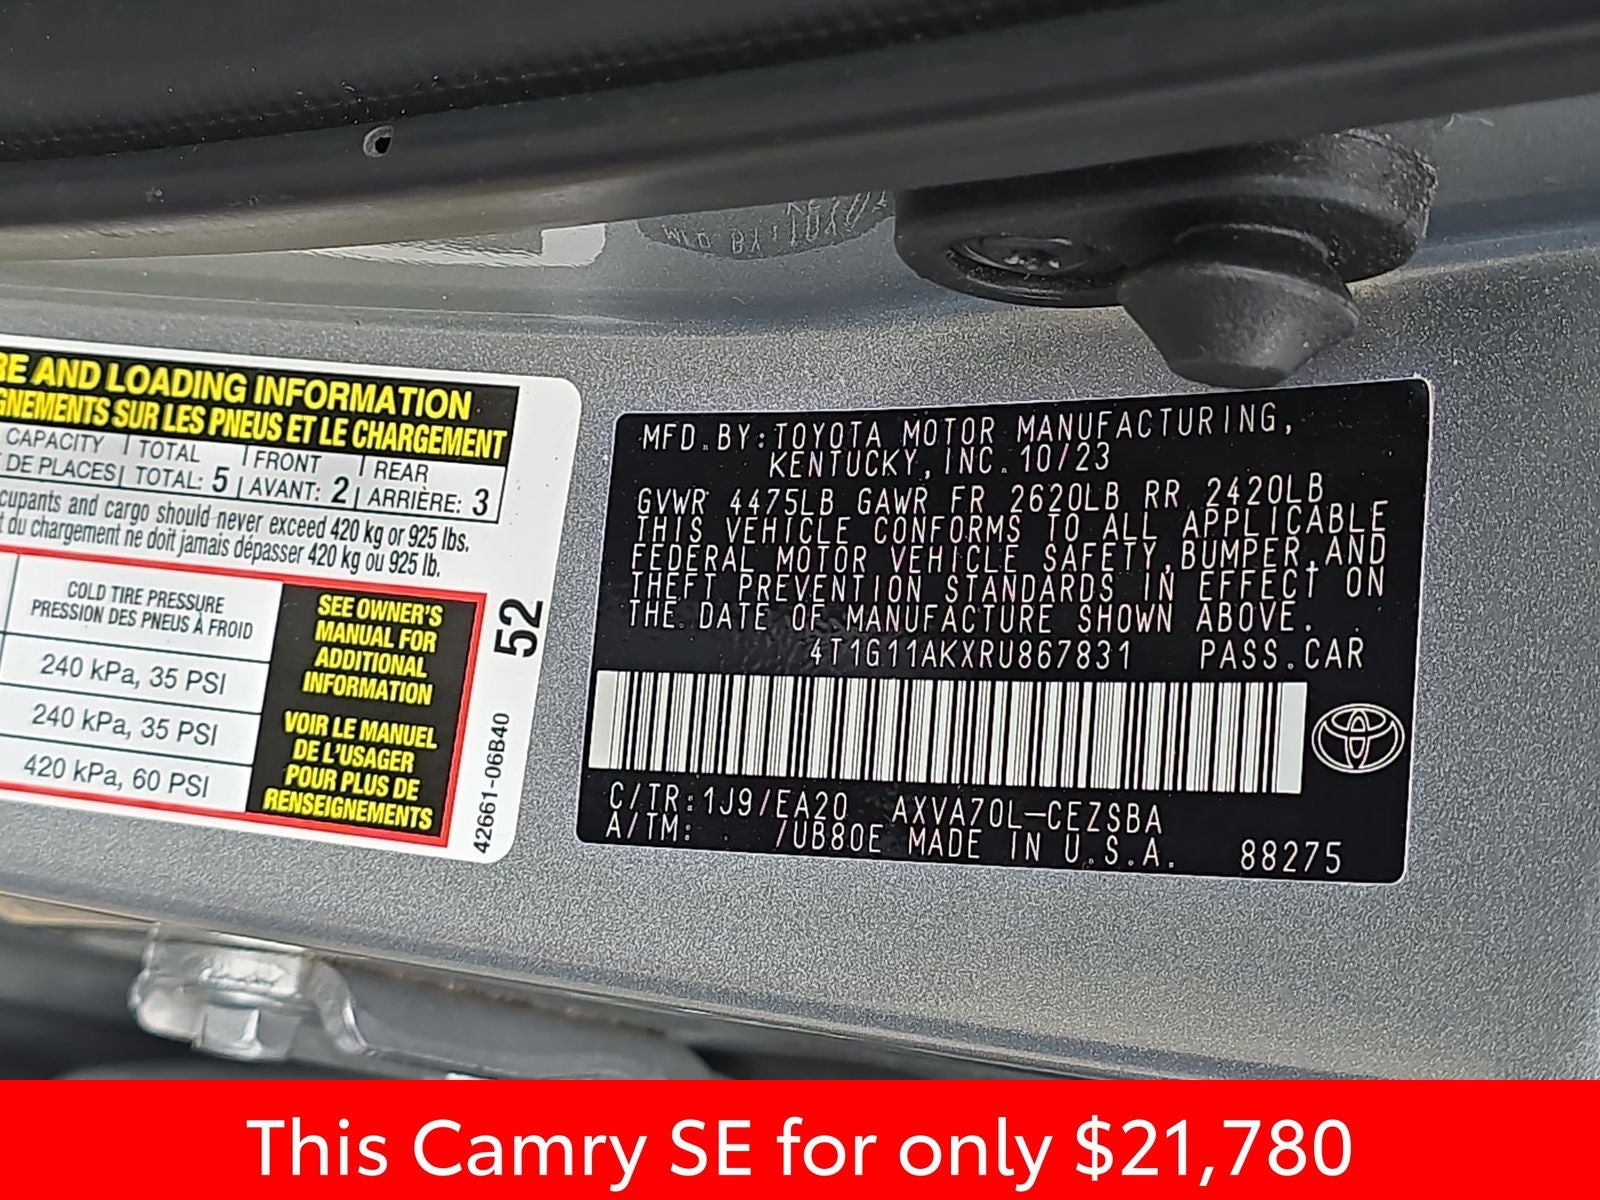 AND LOADING INFORMATION
SUR LES PNEUS ET LE CHARGEMENT
CAPACITY TOTAL FRONT REAR
DE PLACES TOTAL: 5 AVANT: 2 ARRIÈRE: 3
and cargo should never exceed 420 kg or 925 lbs.
du chargement ne doit jamais dépasser 420 kg ou 925 lb.
COLD TIRE PRESSURE
PRESSION DES PNEUS À FROID
240 kPa, 35 PSI
240 kPa, 35 PSI
420 kPa, 60 PSI
SEE OWNER'S
MANUAL FOR
ADDITIONAL
INFORMATION
VOIR LE MANUEL
DE L'USAGER
POUR PLUS DE
RENSEIGNEMENTS
52
42661-06B40
MFD.BY:TOYOTA MOTOR MANUFACTURING,
KENTUCKY, INC. 10/23
GVWR 4475LB GAWR FR 2620LB RR 2420LB
THIS VEHICLE CONFORMS TO ALL APPLICABLE
FEDERAL MOTOR VEHICLE SAFETY,BUMPER,AND
THEFT PREVENTION STANDARDS IN EFFECT ON
THE DATE OF MANUFACTURE SHOWN ABOVE.
4T1G11AKXRU867831 PASS.CAR
C/TR:1J9/EA20 AXVA70L-CEZSBA
A/TM: /UB80E MADE IN U.S.A. 88275
This Camry SE for only $21,780